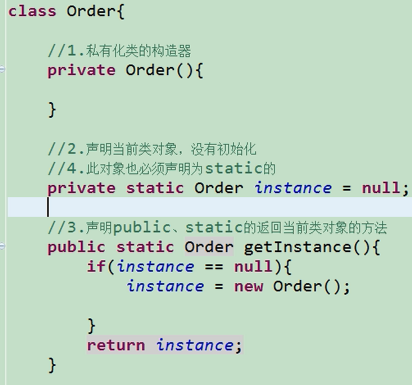 class Order{
//1.私有化类的构造器
private Order(){
}
//2.声明当前类对象，没有初始化
//4.此对象也必须声明为static的
private static Order instance = null;
//3.声明public、static的返回当前类对象的方法
public static Order getInstance(){
if(instance == null){
instance = new Order();
}
return instance;
}